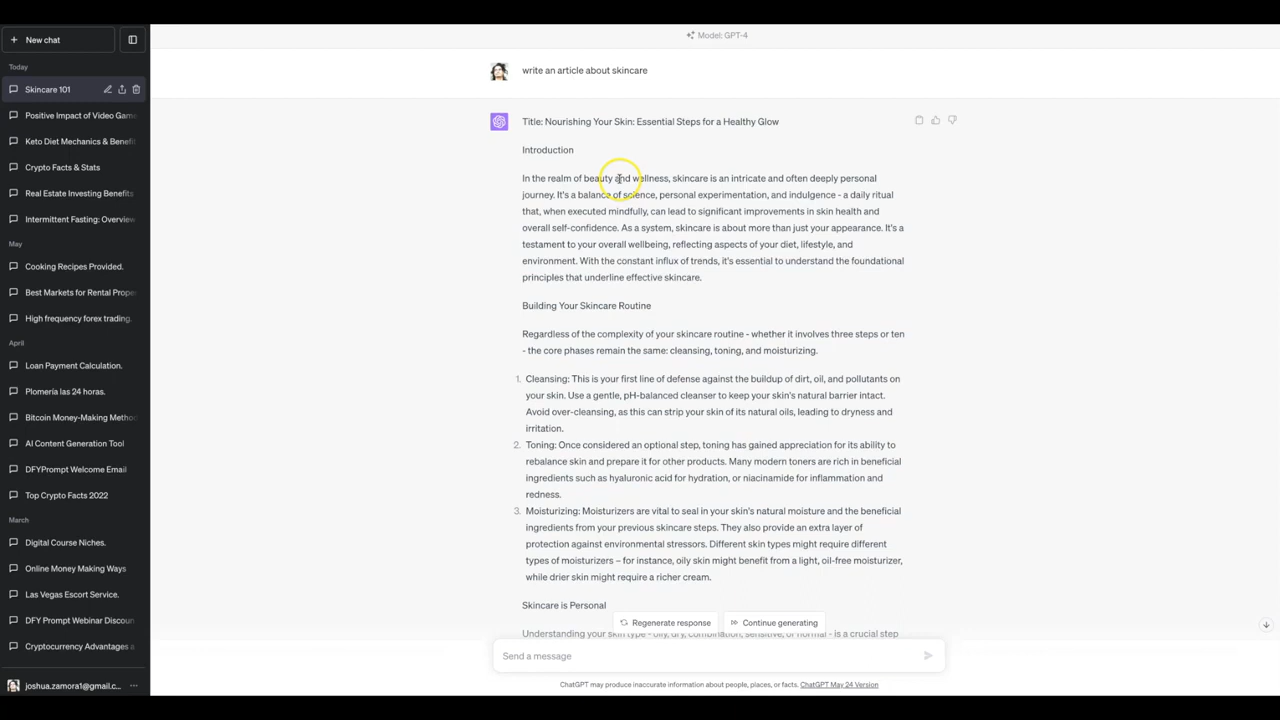 New chat
Today
Skincare 101
Positive Impact of Video Game
Keto Diet Mechanics & Benefit
Crypto Facts & Stats
Real Estate Investing Benefits
Intermittent Fasting: Overview
May
Cooking Recipes Provided.
Best Markets for Rental Proper
High frequency forex trading.
April
Loan Payment Calculation.
Plomería las 24 horas.
Bitcoin Money-Making Method
AI Content Generation Tool
DFYPrompt Welcome Email
Top Crypto Facts 2022
March
Digital Course Niches.
Online Money Making Ways
Las Vegas Escort Service.
DFY Prompt Webinar Discoun
Cryptocurrency Advantages a
joshua.zamora1@gmail.c...
Model: GPT-4
write an article about skincare
Title: Nourishing Your Skin: Essential Steps for a Healthy Glow
Introduction
In the realm of beauty and wellness, skincare is an intricate and often deeply personal
journey. It's a balance of science, personal experimentation, and indulgence - a daily ritual
that, when executed mindfully, can lead to significant improvements in skin health and
overall self-confidence. As a system, skincare is about more than just your appearance. It's a
testament to your overall wellbeing, reflecting aspects of your diet, lifestyle, and
environment. With the constant influx of trends, it's essential to understand the foundational
principles that underline effective skincare.
Building Your Skincare Routine
Regardless of the complexity of your skincare routine - whether it involves three steps or ten
- the core phases remain the same: cleansing, toning, and moisturizing.
1. Cleansing: This is your first line of defense against the buildup of dirt, oil, and pollutants on
your skin. Use a gentle, pH-balanced cleanser to keep your skin's natural barrier intact.
Avoid over-cleansing, as this can strip your skin of its natural oils, leading to dryness and
irritation.
2. Toning: Once considered an optional step, toning has gained appreciation for its ability to
rebalance skin and prepare it for other products. Many modern toners are rich in beneficial
ingredients such as hyaluronic acid for hydration, or niacinamide for inflammation and
redness.
3. Moisturizing: Moisturizers are vital to seal in your skin's natural moisture and the beneficial
ingredients from your previous skincare steps. They also provide an extra layer of
protection against environmental stressors. Different skin types might require different
types of moisturizers – for instance, oily skin might benefit from a light, oil-free moisturizer,
while drier skin might require a richer cream.
Skincare is Personal
Regenerate response
Continue generating
Understanding your skin type - oily, dry, combination, sensitive, or normal - is a crucial step
Send a message
ChatGPT may produce inaccurate information about people, places, or facts. ChatGPT May 24 Version